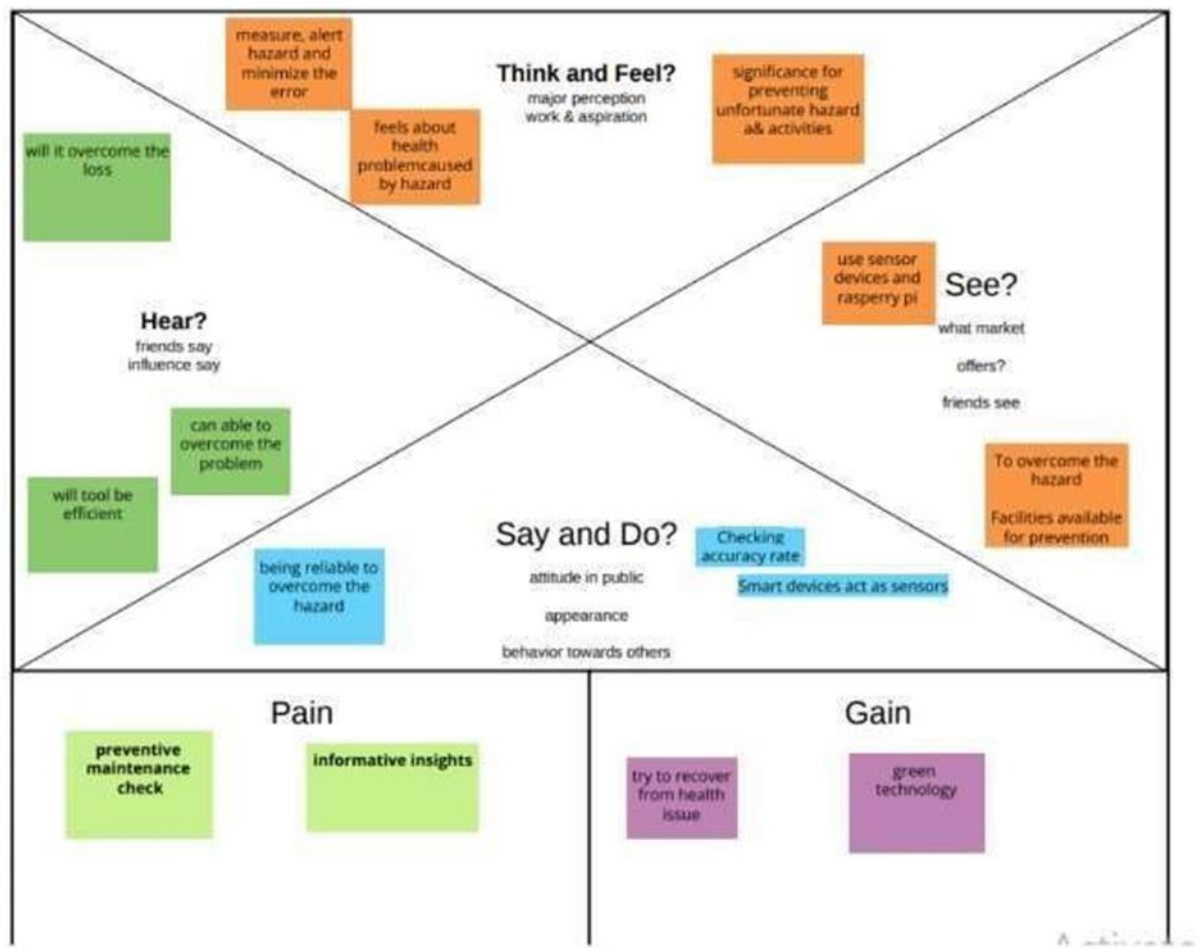 measure, alert
hazard and
minimize the
error
Think and Feel?
major perception
work & aspiration
significance for
preventing
unfortunate hazard
a& activities
feels about
health
problemcaused
by hazard
will it overcome the
loss
use sensor
devices and
rasperry pi
See?
what market
offers?
friends see
Hear?
friends say
influence say
can able to
overcome the
problem
will tool be
efficient
To overcome the
hazard
Facilities available
for prevention
Say and Do?
attitude in public
appearance
behavior towards others
Checking
accuracy rate
Smart devices act as sensors
being reliable to
overcome the
hazard
Pain
preventive
maintenance
check
informative insights
Gain
try to recover
from health
issue
green
technology